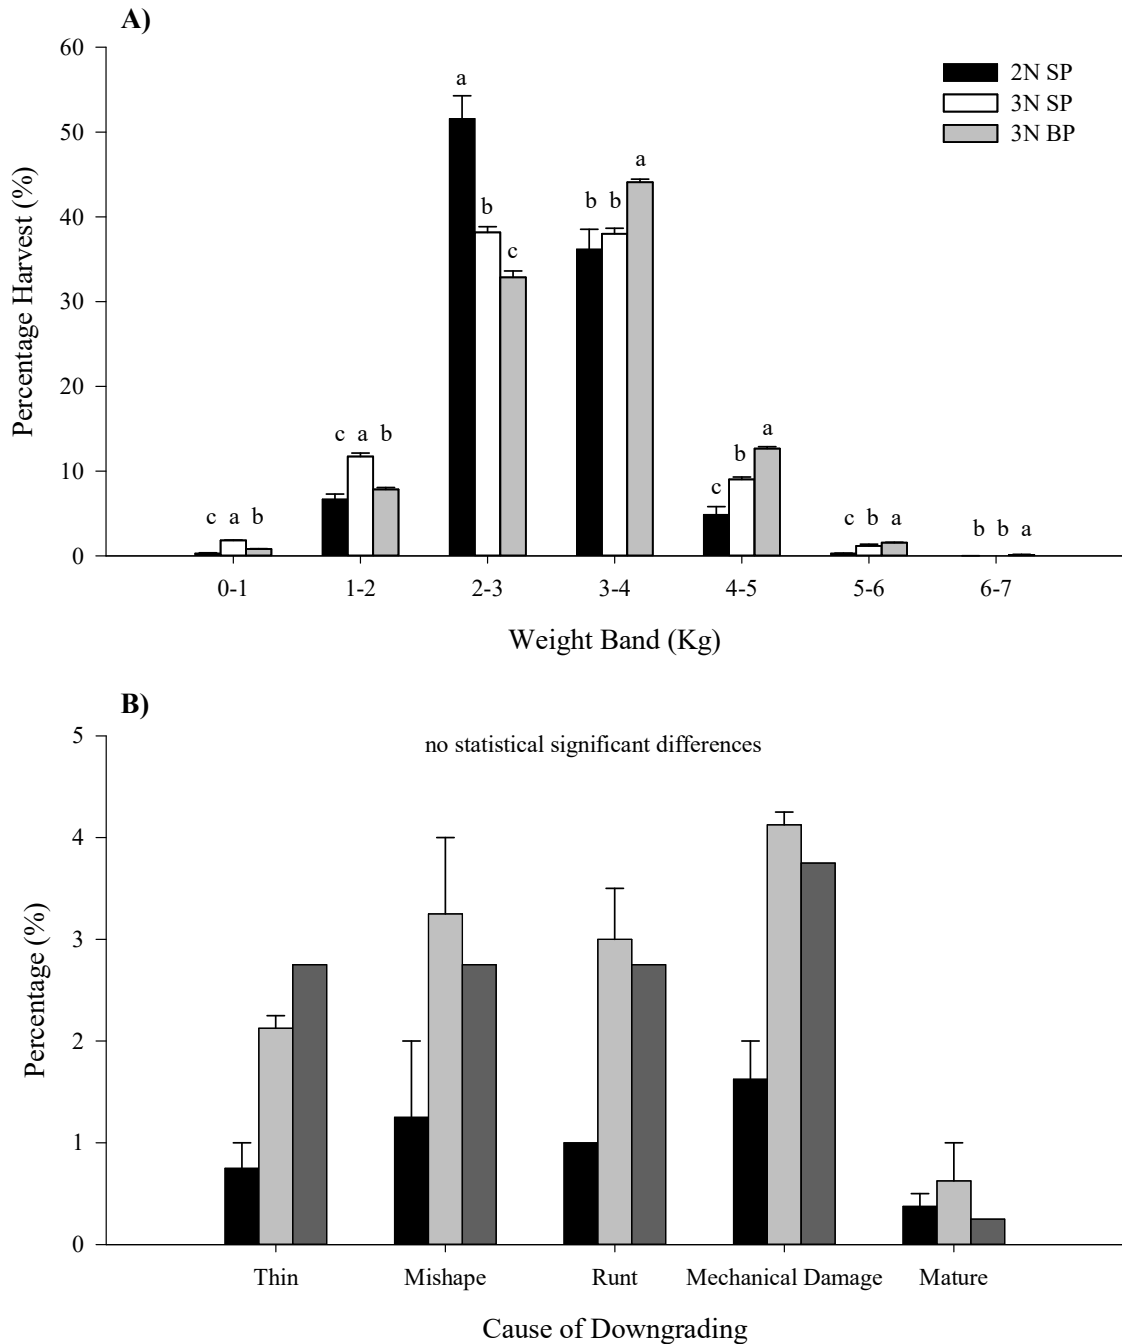 A)
60
50
40
30
20
10
0
Percentage Harvest (%)
2N SP
3N SP
3N BP
c a b
c a b
a
b
c
b b
a
c
b
a
c b a
b b a
0-1 1-2 2-3 3-4 4-5 5-6 6-7
Weight Band (Kg)
B)
no statistical significant differences
5
4
3
2
1
0
Percentage (%)
Thin Mishape Runt Mechanical Damage Mature
Cause of Downgrading